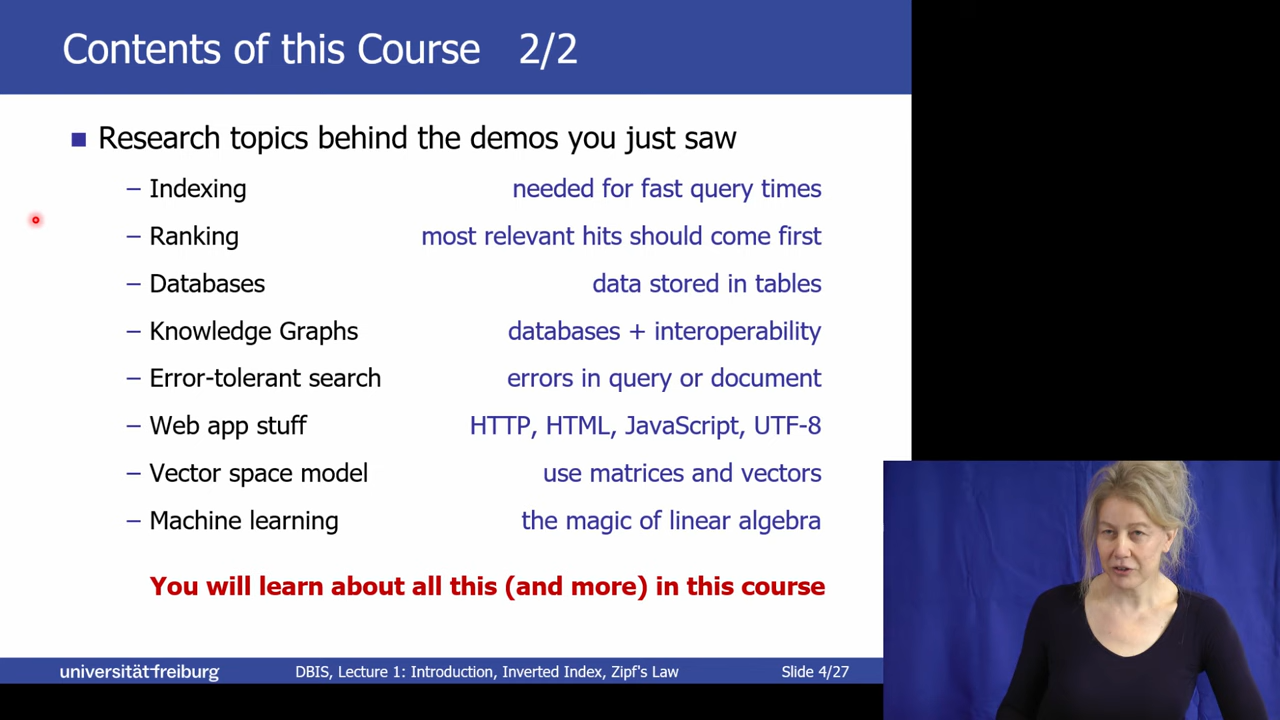 Contents of this Course 2/2
Research topics behind the demos you just saw
– Indexing needed for fast query times
– Ranking most relevant hits should come first
– Databases data stored in tables
– Knowledge Graphs databases + interoperability
– Error-tolerant search errors in query or document
– Web app stuff HTTP, HTML, JavaScript, UTF-8
– Vector space model use matrices and vectors
– Machine learning the magic of linear algebra
You will learn about all this (and more) in this course
universität freiburg DBIS, Lecture 1: Introduction, Inverted Index, Zipf's Law Slide 4/27